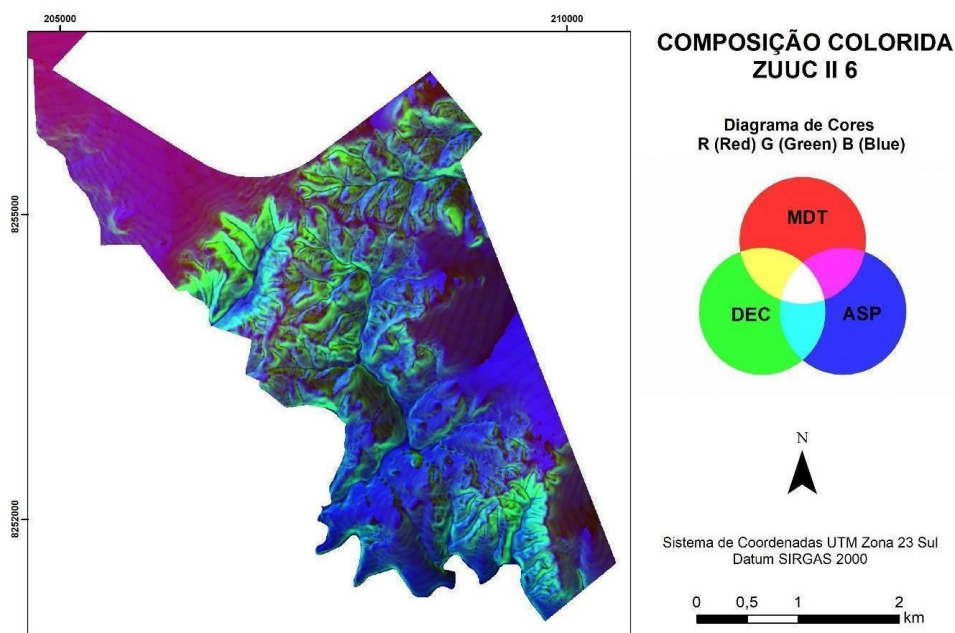 205000
210000
8255000
8252000
COMPOSIÇÃO COLORIDA
ZUUC II 6
Diagrama de Cores
R (Red) G (Green) B (Blue)
MDT
DEC
ASP
N
Sistema de Coordenadas UTM Zona 23 Sul
Datum SIRGAS 2000
0 0,5 1 2
km